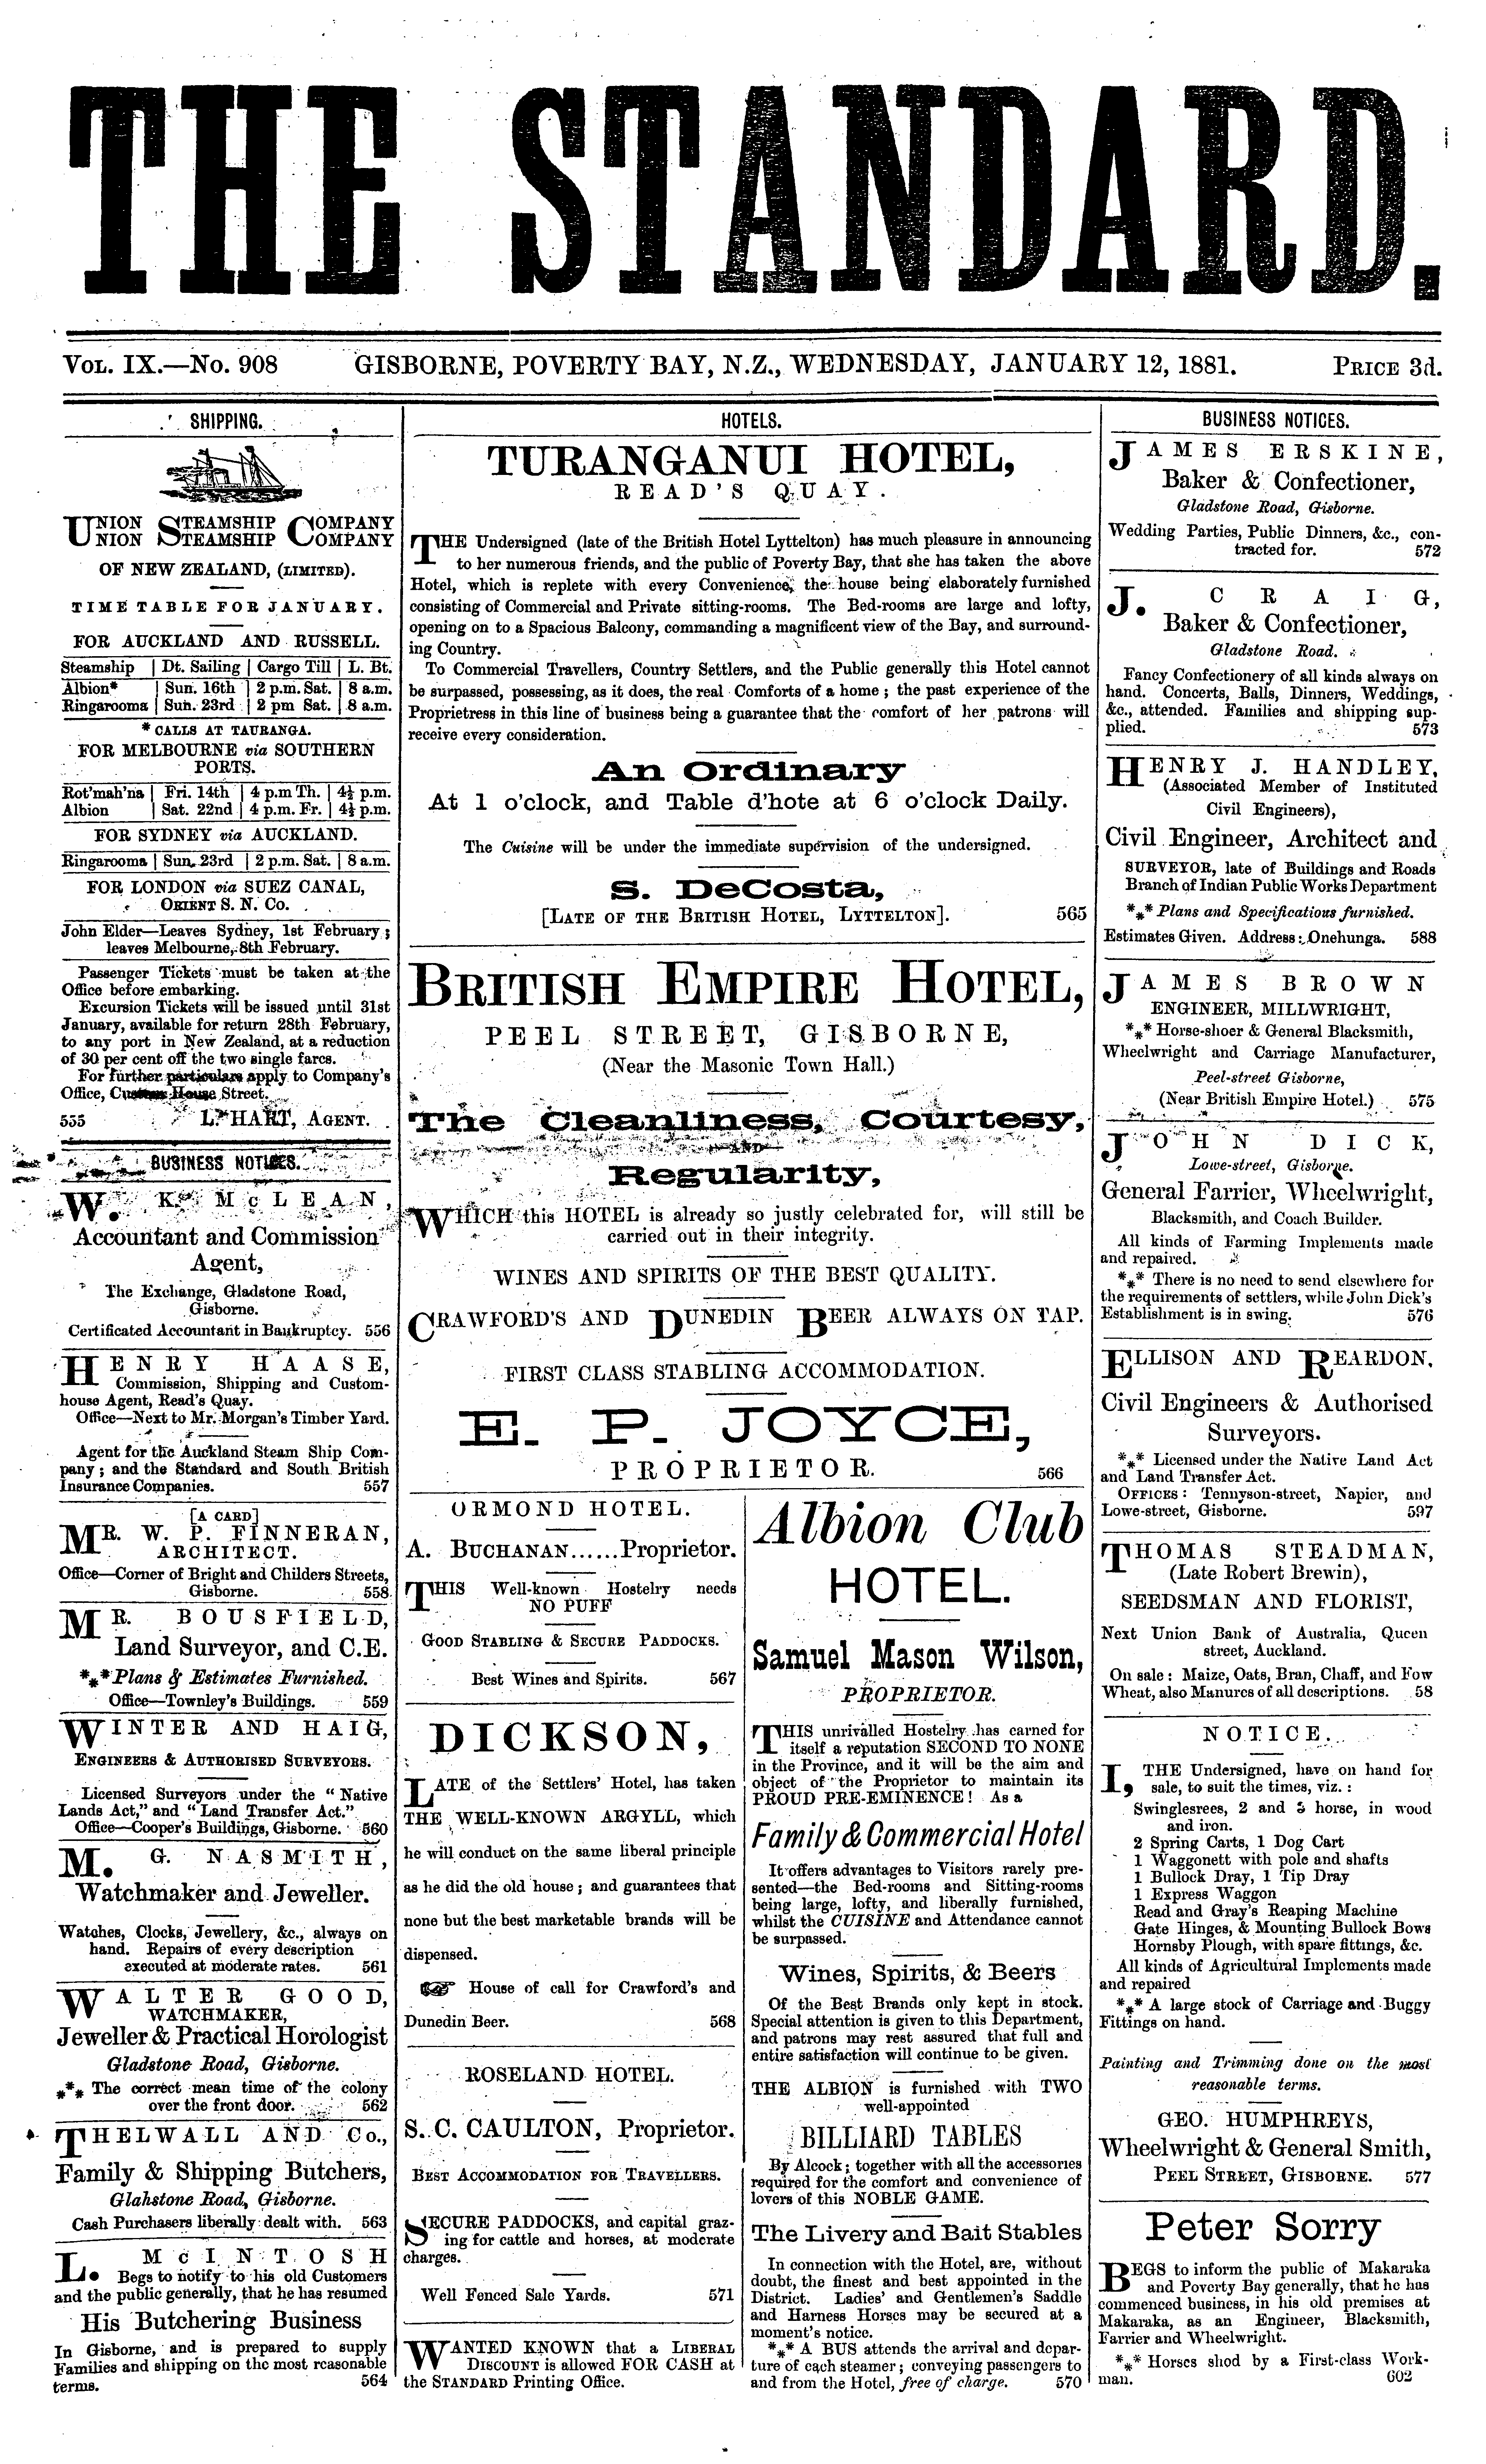 THE STANDARD.
VOL. IX.—No. 908
GISBORNE, POVERTY BAY, N.Z., WEDNESDAY, JANUARY 12, 1881.
PRICE 3d.
SHIPPING.
UNION STEAMSHIP COMPANY
UNION STEAMSHIP COMPANY
OF NEW ZEALAND, (LIMITED).
TIME TABLE FOR JANUARY.
FOR AUCKLAND AND RUSSELL.
Steamship | Dt. Sailing | Cargo Till | L. Bt.
Albion* | Sun. 16th | 2 p.m. Sat. | 8 a.m.
Ringarooma | Sun. 23rd | 2 pm Sat. | 8 a.m.
* CALLS AT TAURANGA.
FOR MELBOURNE via SOUTHERN
PORTS.
Rot'mah'na | Fri. 14th | 4 p.m Th. | 4½ p.m.
Albion | Sat. 22nd | 4 p.m. Fr. | 4½ p.m.
FOR SYDNEY via AUCKLAND.
Ringarooma | Sun. 23rd | 2 p.m. Sat. | 8 a.m.
FOR LONDON via SUEZ CANAL,
ORIENT S. N. Co.
John Elder—Leaves Sydney, 1st February;
leaves Melbourne, 8th February.
Passenger Tickets must be taken at the
Office before embarking.
Excursion Tickets will be issued until 31st
January, available for return 28th February,
to any port in New Zealand, at a reduction
of 30 per cent off the two single fares.
For further particulars apply to Company's
Office, Custom House Street.
555 L. HART, AGENT.
BUSINESS NOTICES.
W. K. McLEAN,
Accountant and Commission
Agent,
The Exchange, Gladstone Road,
Gisborne.
Certificated Accountant in Bankruptcy. 556
HENRY HAASE,
Commission, Shipping and Custom-
house Agent, Read's Quay.
Office—Next to Mr. Morgan's Timber Yard.
Agent for the Auckland Steam Ship Com-
pany; and the Standard and South British
Insurance Companies. 557
[A CARD]
MR. W. P. FINNERAN,
ARCHITECT.
Office—Corner of Bright and Childers Streets,
Gisborne. 558
MR. BOUSFIELD,
Land Surveyor, and C.E.
*** Plans & Estimates Furnished.
Office—Townley's Buildings. 559
WINTER AND HAIG,
ENGINEERS & AUTHORISED SURVEYORS.
Licensed Surveyors under the "Native
Lands Act," and "Land Transfer Act."
Office—Cooper's Buildings, Gisborne. 560
M. G. NASMITH,
Watchmaker and Jeweller.
Watches, Clocks, Jewellery, &c., always on
hand. Repairs of every description
executed at moderate rates. 561
WALTER GOOD,
WATCHMAKER,
Jeweller & Practical Horologist
Gladstone Road, Gisborne.
*** The correct mean time of the colony
over the front door. 562
THELWALL AND Co.,
Family & Shipping Butchers,
Glahstone Road, Gisborne.
Cash Purchasers liberally dealt with. 563
L. McINTOSH
Begs to notify to his old Customers
and the public generally, that he has resumed
His Butchering Business
In Gisborne, and is prepared to supply
Families and shipping on the most reasonable
terms. 564
HOTELS.
TURANGANUI HOTEL,
READ'S QUAY.
THE Undersigned (late of the British Hotel Lyttelton) has much pleasure in announcing
to her numerous friends, and the public of Poverty Bay, that she has taken the above
Hotel, which is replete with every Convenience, the house being elaborately furnished
consisting of Commercial and Private sitting-rooms. The Bed-rooms are large and lofty,
opening on to a Spacious Balcony, commanding a magnificent view of the Bay, and surround-
ing Country.
To Commercial Travellers, Country Settlers, and the Public generally this Hotel cannot
be surpassed, possessing, as it does, the real Comforts of a home; the past experience of the
Proprietress in this line of business being a guarantee that the comfort of her patrons will
receive every consideration.
An Ordinary
At 1 o'clock, and Table d'hote at 6 o'clock Daily.
The Cuisine will be under the immediate supervision of the undersigned.
S. DeCosta,
[LATE OF THE BRITISH HOTEL, LYTTELTON]. 565
BRITISH EMPIRE HOTEL,
PEEL STREET, GISBORNE,
(Near the Masonic Town Hall.)
The Cleanliness, Courtesy,
AND
Regularity,
WHICH this HOTEL is already so justly celebrated for, will still be
carried out in their integrity.
WINES AND SPIRITS OF THE BEST QUALITY.
CRAWFORD'S AND DUNEDIN BEER ALWAYS ON TAP.
FIRST CLASS STABLING ACCOMMODATION.
E. P. JOYCE,
PROPRIETOR. 566
ORMOND HOTEL.
A. BUCHANAN......Proprietor.
THIS Well-known Hostelry needs
NO PUFF
GOOD STABLING & SECURE PADDOCKS.
Best Wines and Spirits. 567
DICKSON,
LATE of the Settlers' Hotel, has taken
THE WELL-KNOWN ARGYLL, which
he will conduct on the same liberal principle
as he did the old house; and guarantees that
none but the best marketable brands will be
dispensed.
House of call for Crawford's and
Dunedin Beer. 568
ROSELAND HOTEL.
S. C. CAULTON, Proprietor.
BEST ACCOMMODATION FOR TRAVELLERS.
SECURE PADDOCKS, and capital graz-
ing for cattle and horses, at moderate
charges.
Well Fenced Sale Yards. 571
WANTED KNOWN that a LIBERAL
DISCOUNT is allowed FOR CASH at
the STANDARD Printing Office.
Albion Club
HOTEL.
Samuel Mason Wilson,
PROPRIETOR.
THIS unrivalled Hostelry has earned for
itself a reputation SECOND TO NONE
in the Province, and it will be the aim and
object of the Proprietor to maintain its
PROUD PRE-EMINENCE! As a
Family & Commercial Hotel
It offers advantages to Visitors rarely pre-
sented—the Bed-rooms and Sitting-rooms
being large, lofty, and liberally furnished,
whilst the CUISINE and Attendance cannot
be surpassed.
Wines, Spirits, & Beers
Of the Best Brands only kept in stock.
Special attention is given to this Department,
and patrons may rest assured that full and
entire satisfaction will continue to be given.
THE ALBION is furnished with TWO
well-appointed
BILLIARD TABLES
By Alcock; together with all the accessories
required for the comfort and convenience of
lovers of this NOBLE GAME.
The Livery and Bait Stables
In connection with the Hotel, are, without
doubt, the finest and best appointed in the
District. Ladies' and Gentlemen's Saddle
and Harness Horses may be secured at a
moment's notice.
*** A BUS attends the arrival and depar-
ture of each steamer; conveying passengers to
and from the Hotel, free of charge. 570
BUSINESS NOTICES.
JAMES ERSKINE,
Baker & Confectioner,
Gladstone Road, Gisborne.
Wedding Parties, Public Dinners, &c., con-
tracted for. 572
J. CRAIG,
Baker & Confectioner,
Gladstone Road.
Fancy Confectionery of all kinds always on
hand. Concerts, Balls, Dinners, Weddings,
&c., attended. Families and shipping sup-
plied. 573
HENRY J. HANDLEY,
(Associated Member of Instituted
Civil Engineers),
Civil Engineer, Architect and
SURVEYOR, late of Buildings and Roads
Branch of Indian Public Works Department
*** Plans and Specifications furnished.
Estimates Given. Address: Onehunga. 588
JAMES BROWN
ENGINEER, MILLWRIGHT,
*** Horse-shoer & General Blacksmith,
Wheelwright and Carriage Manufacturer,
Peel-street Gisborne,
(Near British Empire Hotel.) 575
JOHN DICK,
Lowe-street, Gisborne.
General Farrier, Wheelwright,
Blacksmith, and Coach Builder.
All kinds of Farming Implements made
and repaired.
*** There is no need to send elsewhere for
the requirements of settlers, while John Dick's
Establishment is in swing. 576
ELLISON AND REARDON,
Civil Engineers & Authorised
Surveyors.
*** Licensed under the Native Land Act
and Land Transfer Act.
OFFICES: Tennyson-street, Napier, and
Lowe-street, Gisborne. 597
THOMAS STEADMAN,
(Late Robert Brewin),
SEEDSMAN AND FLORIST,
Next Union Bank of Australia, Queen
street, Auckland.
On sale: Maize, Oats, Bran, Chaff, and Fow
Wheat, also Manures of all descriptions. 58
NOTICE.
I, THE Undersigned, have on hand for
sale, to suit the times, viz.:
Swinglesrees, 2 and 3 horse, in wood
and iron.
2 Spring Carts, 1 Dog Cart
1 Waggonett with pole and shafts
1 Bullock Dray, 1 Tip Dray
1 Express Waggon
Read and Gray's Reaping Machine
Gate Hinges, & Mounting Bullock Bows
Hornsby Plough, with spare fittings, &c.
All kinds of Agricultural Implements made
and repaired
*** A large stock of Carriage and Buggy
Fittings on hand.
Painting and Trimming done on the most
reasonable terms.
GEO. HUMPHREYS,
Wheelwright & General Smith,
PEEL STREET, GISBORNE. 577
Peter Sorry
BEGS to inform the public of Makaraka
and Poverty Bay generally, that he has
commenced business, in his old premises at
Makaraka, as an Engineer, Blacksmith,
Farrier and Wheelwright.
*** Horses shod by a First-class Work-
man. 602